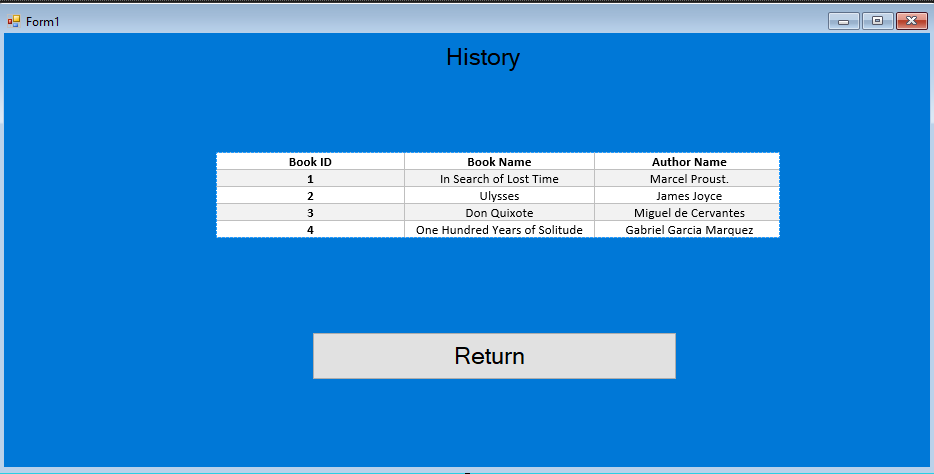 Form1
History
Book ID Book Name Author Name
1 In Search of Lost Time Marcel Proust.
2 Ulysses James Joyce
3 Don Quixote Miguel de Cervantes
4 One Hundred Years of Solitude Gabriel Garcia Marquez
Return